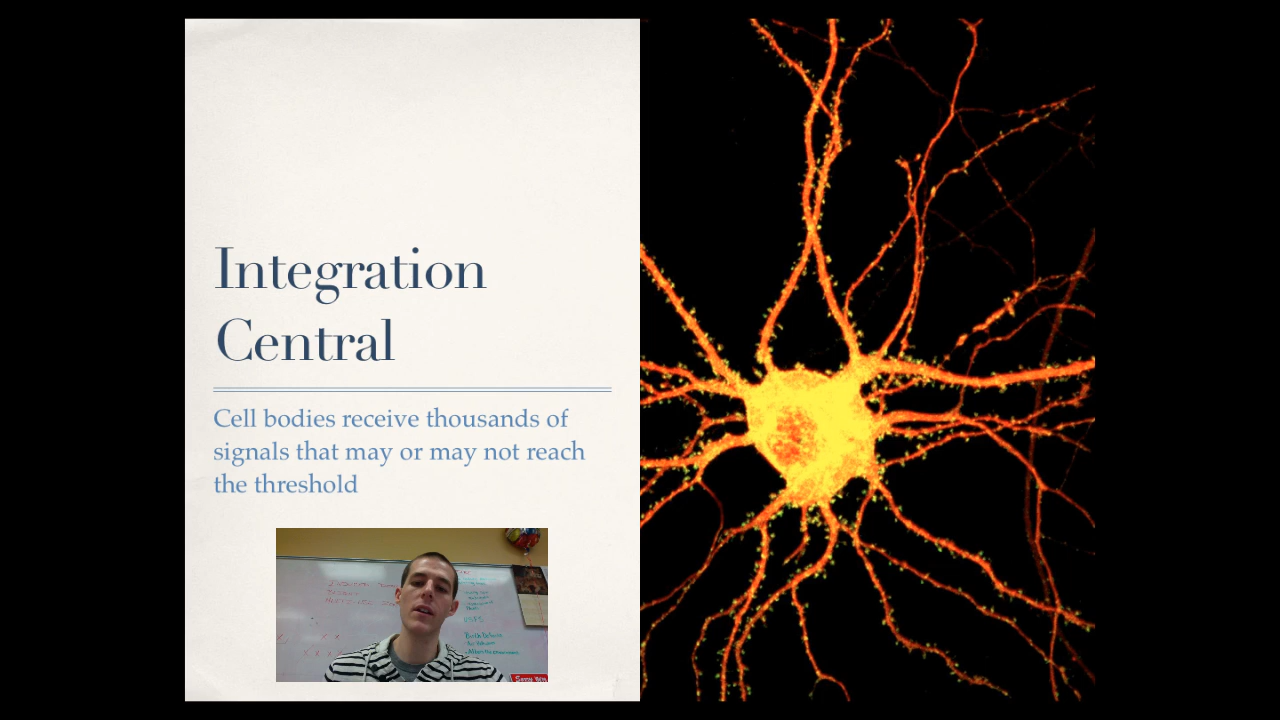 Integration
Central
Cell bodies receive thousands of
signals that may or may not reach
the threshold